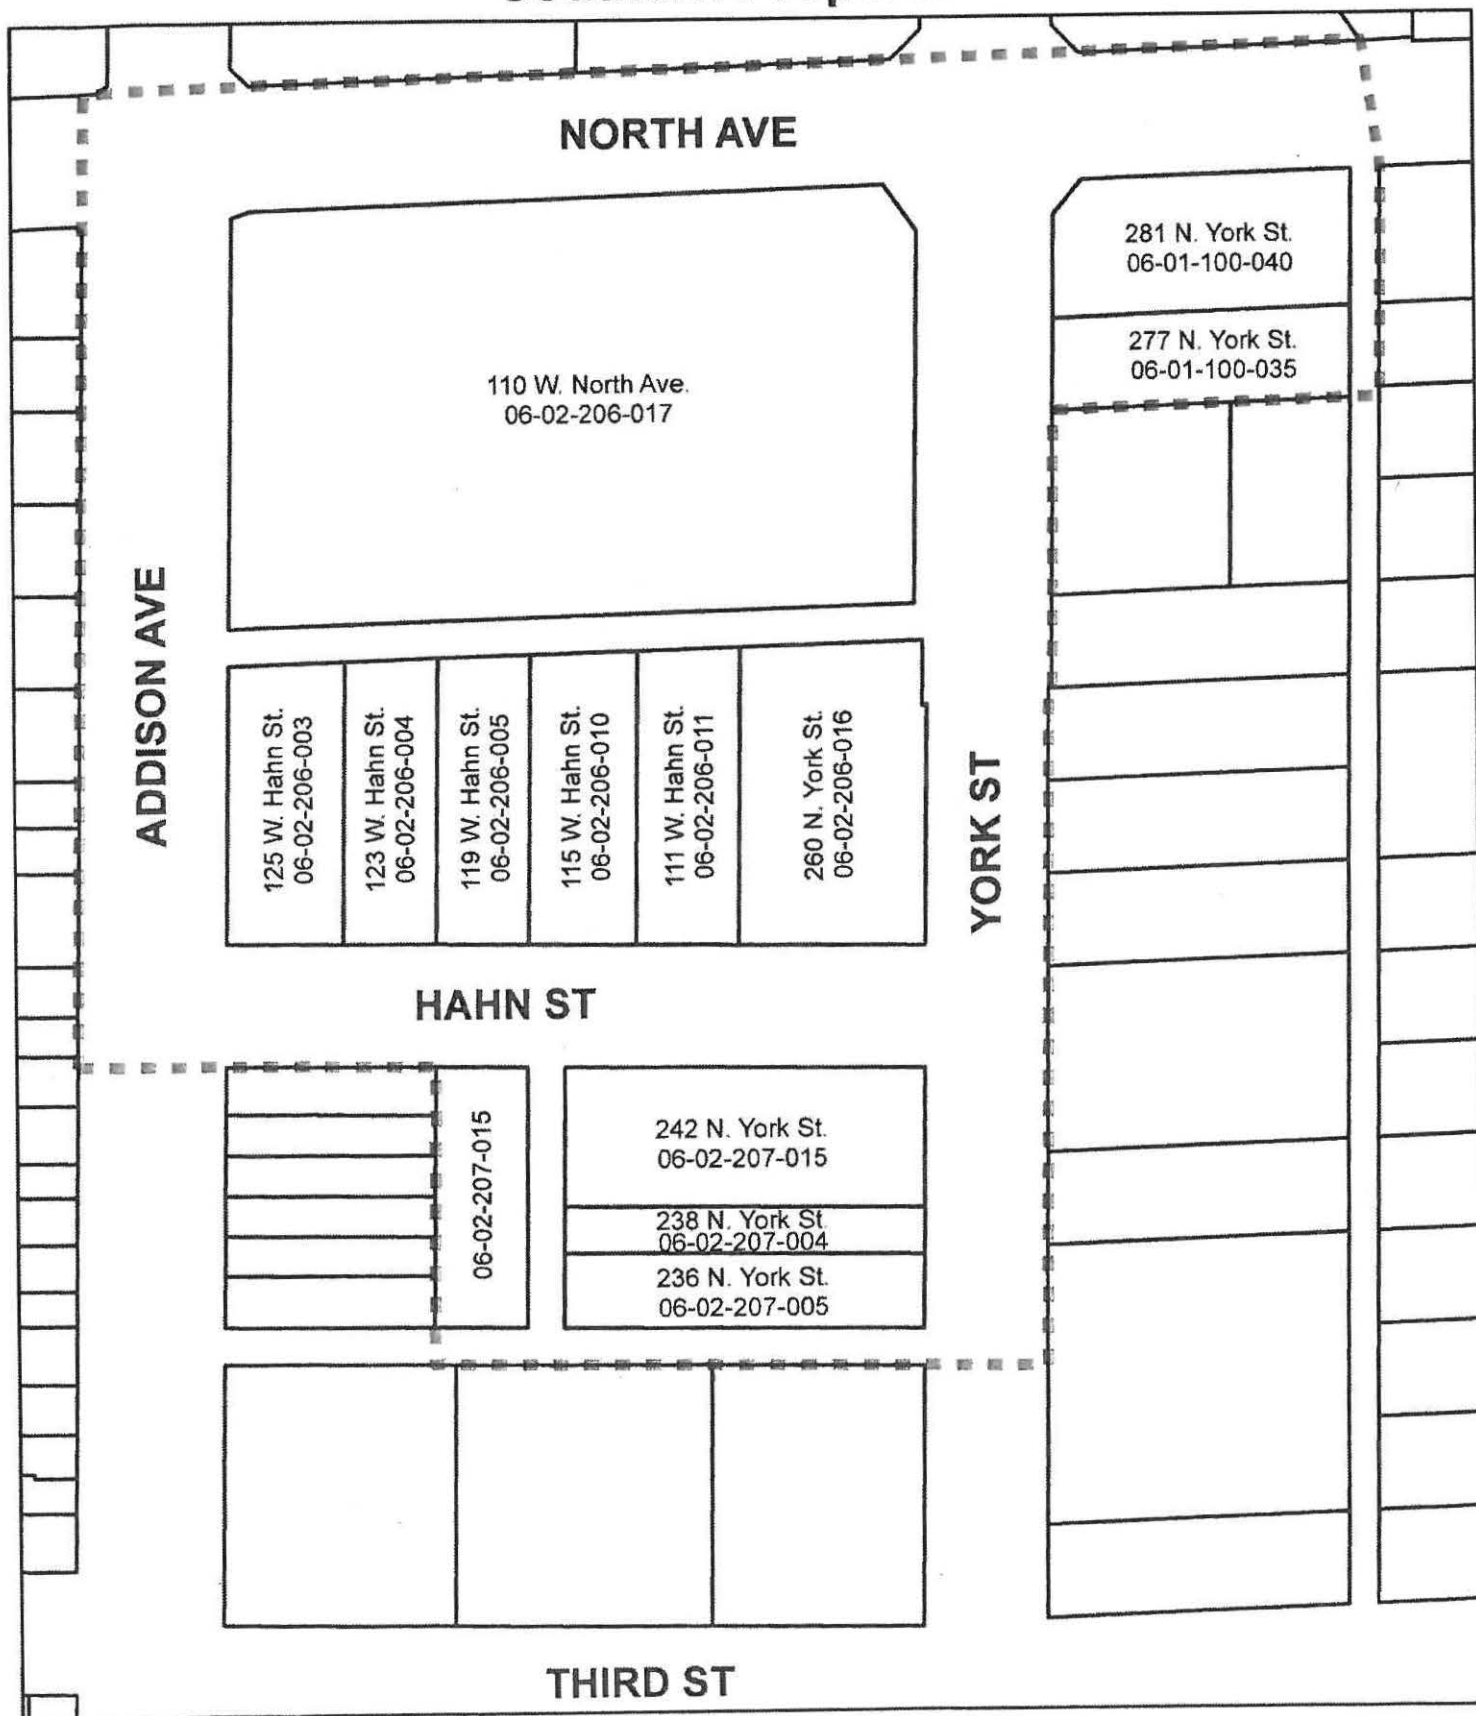 NORTH AVE
281 N. York St.
06-01-100-040
277 N. York St.
06-01-100-035
110 W. North Ave.
06-02-206-017
ADDISON AVE
125 W. Hahn St.
06-02-206-003
123 W. Hahn St.
06-02-206-004
119 W. Hahn St.
06-02-206-005
115 W. Hahn St.
06-02-206-010
111 W. Hahn St.
06-02-206-011
260 N. York St.
06-02-206-016
YORK ST
HAHN ST
06-02-207-015
242 N. York St.
06-02-207-015
238 N. York St
06-02-207-004
236 N. York St.
06-02-207-005
THIRD ST